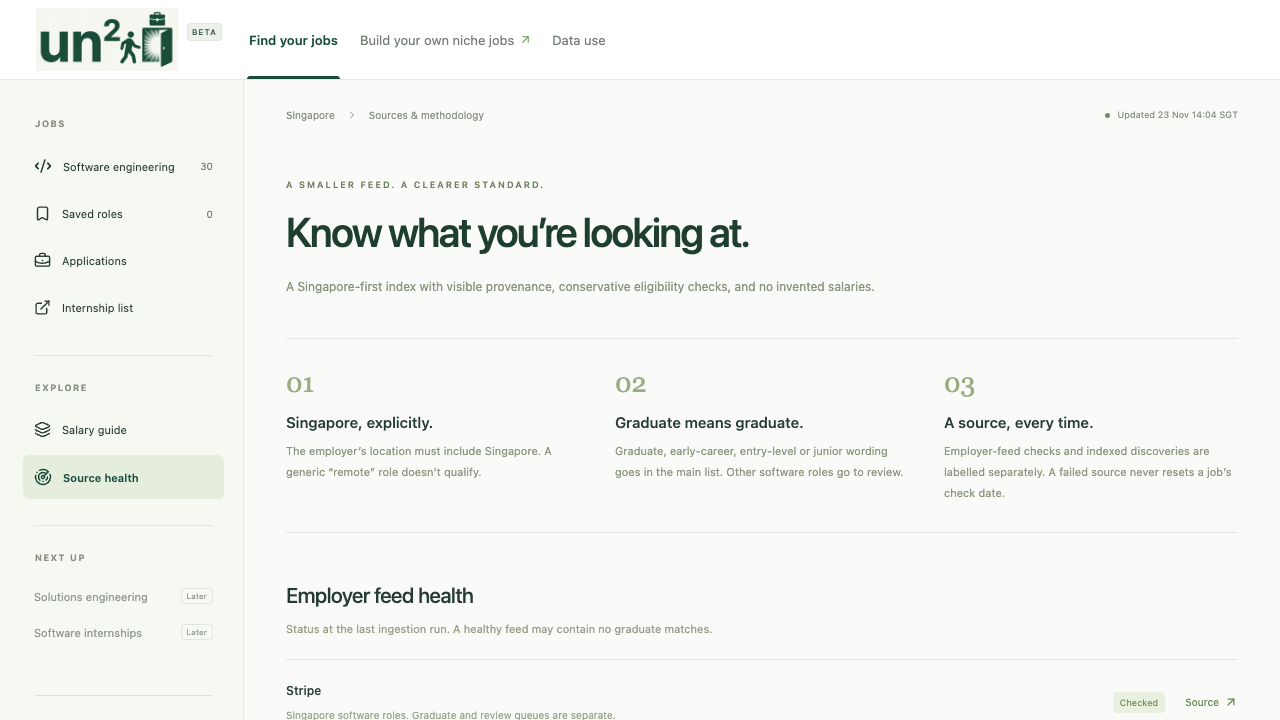 un²
BETA
Find your jobs
Build your own niche jobs
Data use
JOBS
Software engineering 30
Saved roles 0
Applications
Internship list
EXPLORE
Salary guide
Source health
NEXT UP
Solutions engineering Later
Software internships Later
Singapore
Sources & methodology
Updated 23 Nov 14:04 SGT
A SMALLER FEED. A CLEARER STANDARD.
Know what you’re looking at.
A Singapore-first index with visible provenance, conservative eligibility checks, and no invented salaries.
01
Singapore, explicitly.
The employer’s location must include Singapore. A
generic “remote” role doesn’t qualify.
02
Graduate means graduate.
Graduate, early-career, entry-level or junior wording
goes in the main list. Other software roles go to review.
03
A source, every time.
Employer-feed checks and indexed discoveries are
labelled separately. A failed source never resets a job’s
check date.
Employer feed health
Status at the last ingestion run. A healthy feed may contain no graduate matches.
Stripe
Singapore software roles. Graduate and review queues are separate.
Checked
Source